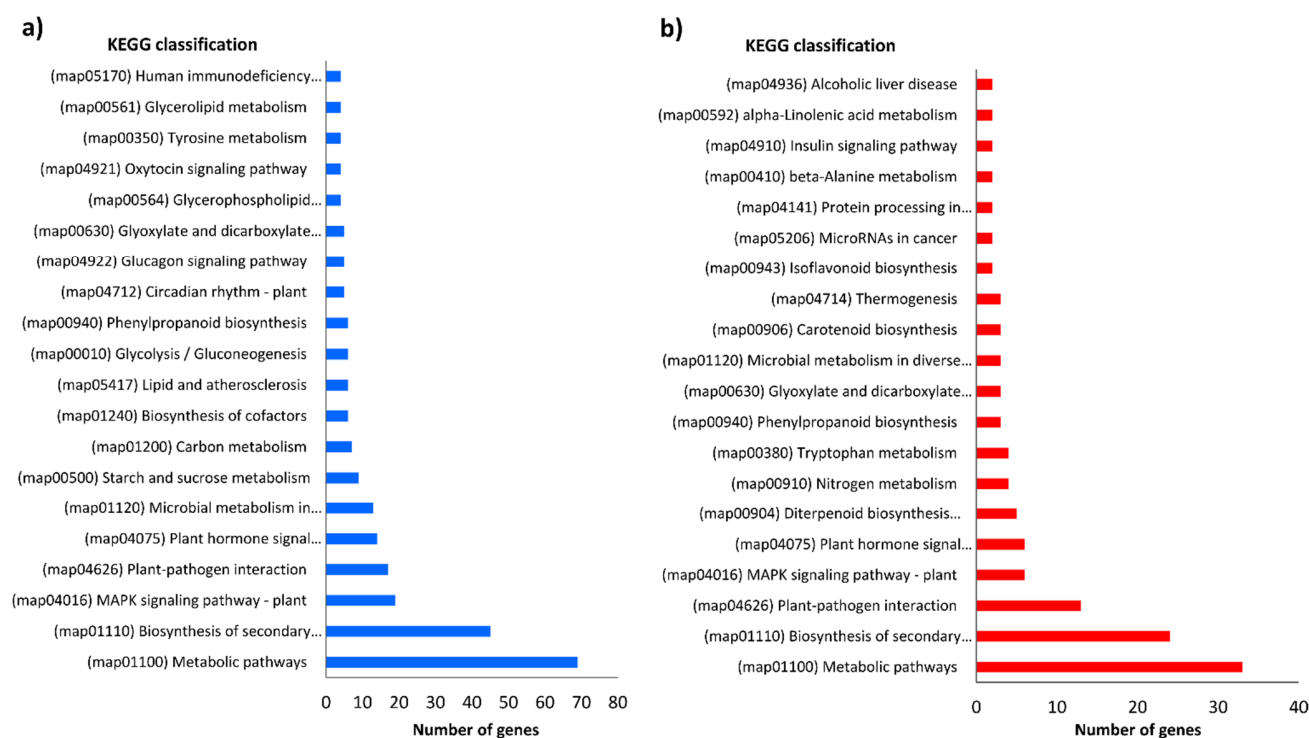 a)
KEGG classification
(map05170) Human immunodeficiency...
(map00561) Glycerolipid metabolism
(map00350) Tyrosine metabolism
(map04921) Oxytocin signaling pathway
(map00564) Glycerophospholipid...
(map00630) Glyoxylate and dicarboxylate...
(map04922) Glucagon signaling pathway
(map04712) Circadian rhythm - plant
(map00940) Phenylpropanoid biosynthesis
(map00010) Glycolysis / Gluconeogenesis
(map05417) Lipid and atherosclerosis
(map01240) Biosynthesis of cofactors
(map01200) Carbon metabolism
(map00500) Starch and sucrose metabolism
(map01120) Microbial metabolism in...
(map04075) Plant hormone signal...
(map04626) Plant-pathogen interaction
(map04016) MAPK signaling pathway - plant
(map01110) Biosynthesis of secondary...
(map01100) Metabolic pathways
0 10 20 30 40 50 60 70 80
Number of genes
b)
KEGG classification
(map04936) Alcoholic liver disease
(map00592) alpha-Linolenic acid metabolism
(map04910) Insulin signaling pathway
(map00410) beta-Alanine metabolism
(map04141) Protein processing in...
(map05206) MicroRNAs in cancer
(map00943) Isoflavonoid biosynthesis
(map04714) Thermogenesis
(map00906) Carotenoid biosynthesis
(map01120) Microbial metabolism in diverse...
(map00630) Glyoxylate and dicarboxylate...
(map00940) Phenylpropanoid biosynthesis
(map00380) Tryptophan metabolism
(map00910) Nitrogen metabolism
(map00904) Diterpenoid biosynthesis...
(map04075) Plant hormone signal...
(map04016) MAPK signaling pathway - plant
(map04626) Plant-pathogen interaction
(map01110) Biosynthesis of secondary...
(map01100) Metabolic pathways
0 10 20 30 40
Number of genes